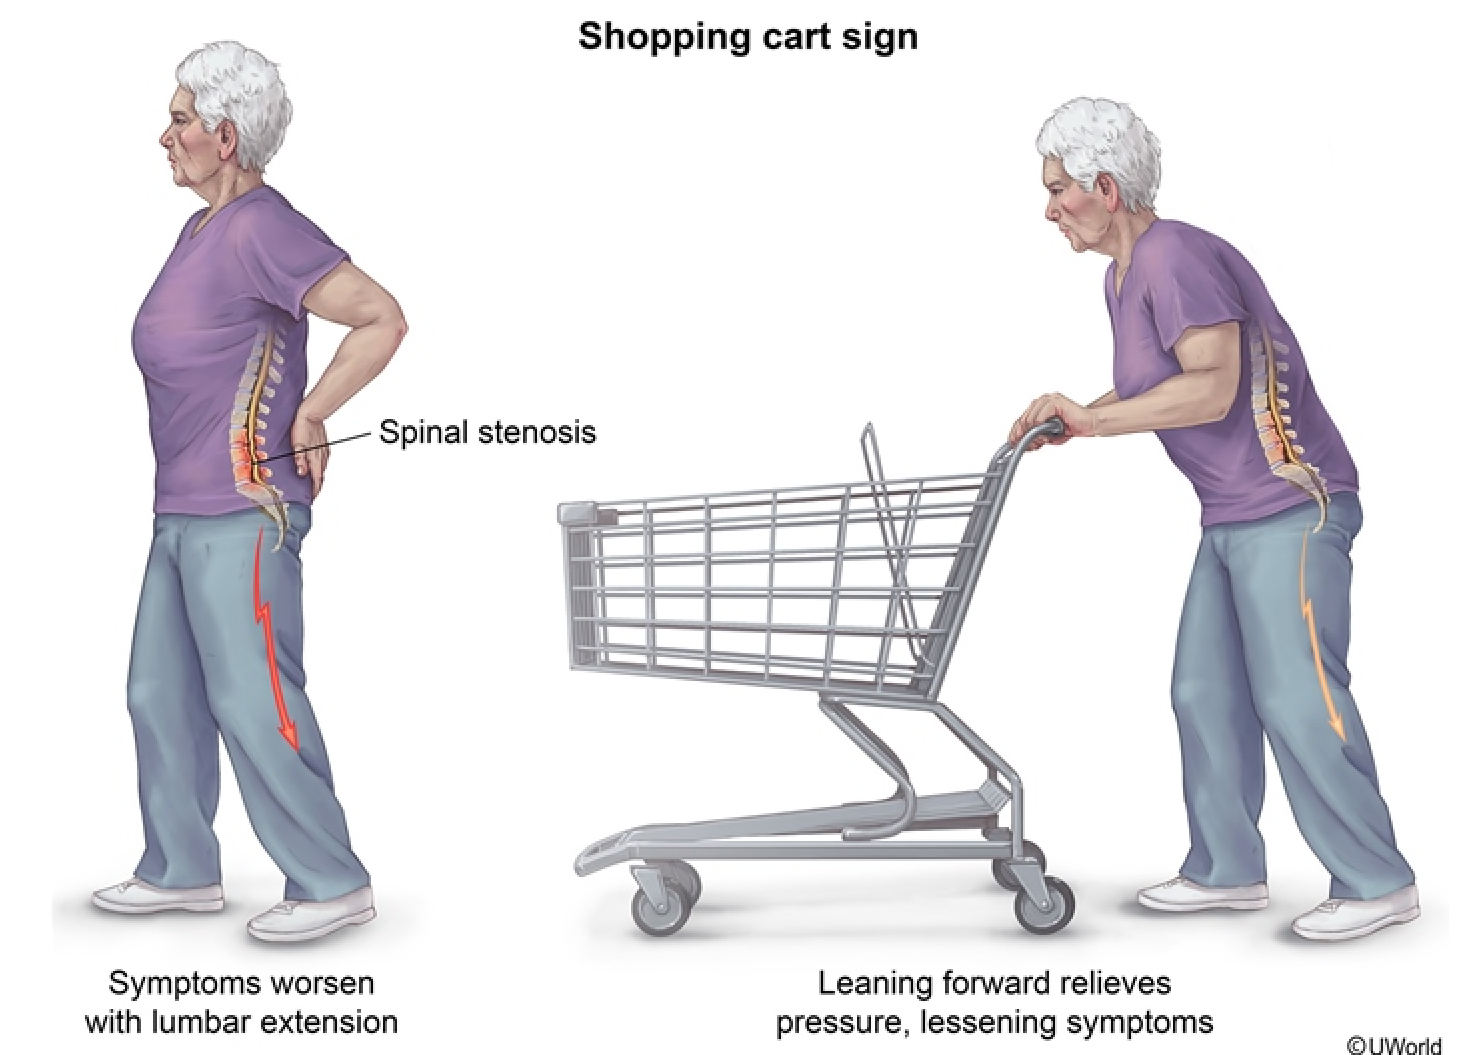 Shopping cart sign
Spinal stenosis
Symptoms worsen
with lumbar extension
Leaning forward relieves
pressure, lessening symptoms
©UWorld